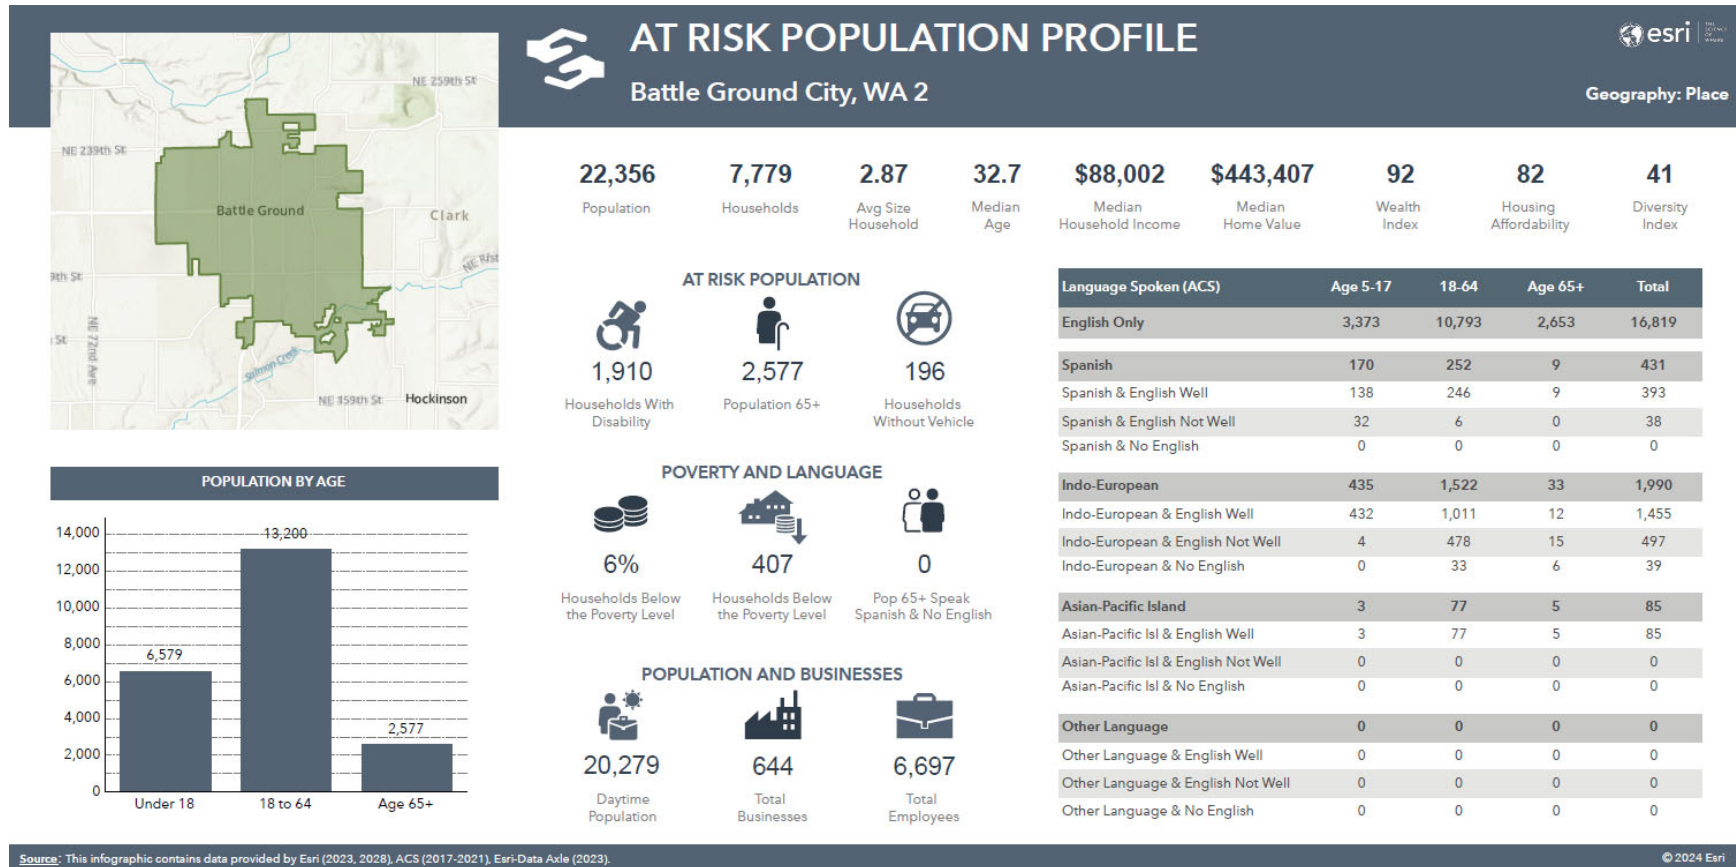 AT RISK POPULATION PROFILE
Battle Ground City, WA 2
esri
THE SCIENCE OF WHERE
Geography: Place
NE 259th St
NE 239th St
Battle Ground
Clark
9th St
St
NE 72nd Ave
Salmon Creek
NE 159th St
Hockinson
22,356
Population
7,779
Households
2.87
Avg Size
Household
32.7
Median
Age
$88,002
Median
Household Income
$443,407
Median
Home Value
92
Wealth
Index
82
Housing
Affordability
41
Diversity
Index
AT RISK POPULATION
1,910
Households With
Disability
2,577
Population 65+
196
Households
Without Vehicle
POVERTY AND LANGUAGE
6%
Households Below
the Poverty Level
407
Households Below
the Poverty Level
0
Pop 65+ Speak
Spanish & No English
POPULATION AND BUSINESSES
20,279
Daytime
Population
644
Total
Businesses
6,697
Total
Employees
POPULATION BY AGE
14,000
12,000
10,000
8,000
6,000
4,000
2,000
0
6,579
13,200
2,577
Under 18
18 to 64
Age 65+
Language Spoken (ACS) Age 5-17 18-64 Age 65+ Total
English Only 3,373 10,793 2,653 16,819
Spanish 170 252 9 431
Spanish & English Well 138 246 9 393
Spanish & English Not Well 32 6 0 38
Spanish & No English 0 0 0 0
Indo-European 435 1,522 33 1,990
Indo-European & English Well 432 1,011 12 1,455
Indo-European & English Not Well 4 478 15 497
Indo-European & No English 0 33 6 39
Asian-Pacific Island 3 77 5 85
Asian-Pacific Isl & English Well 3 77 5 85
Asian-Pacific Isl & English Not Well 0 0 0 0
Asian-Pacific Isl & No English 0 0 0 0
Other Language 0 0 0 0
Other Language & English Well 0 0 0 0
Other Language & English Not Well 0 0 0 0
Other Language & No English 0 0 0 0
Source: This infographic contains data provided by Esri (2023, 2028), ACS (2017-2021), Esri-Data Axle (2023).
© 2024 Esri